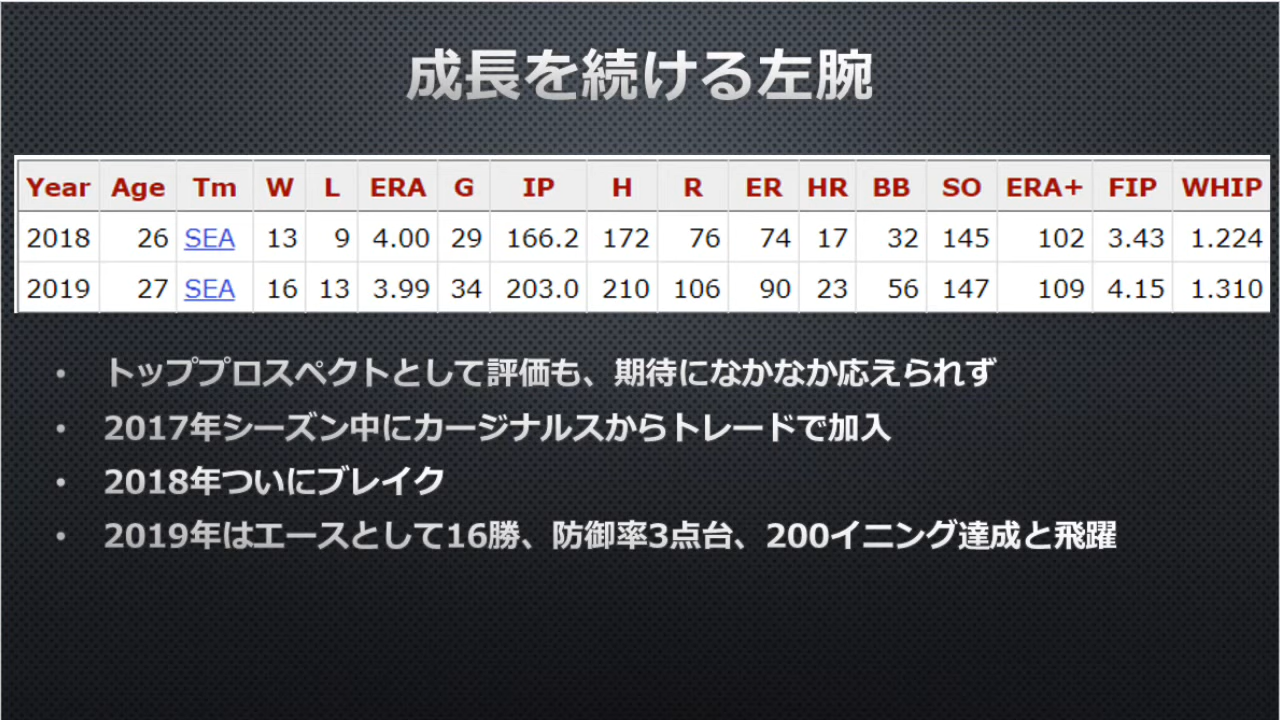 成長を続ける左腕
Year Age Tm W L ERA G IP H R ER HR BB SO ERA+ FIP WHIP
2018 26 SEA 13 9 4.00 29 166.2 172 76 74 17 32 145 102 3.43 1.224
2019 27 SEA 16 13 3.99 34 203.0 210 106 90 23 56 147 109 4.15 1.310
• トッププロスペクトとして評価も、期待になかなか応えられず
• 2017年シーズン中にカージナルスからトレードで加入
• 2018年ついにブレイク
• 2019年はエースとして16勝、防御率3点台、200イニング達成と飛躍